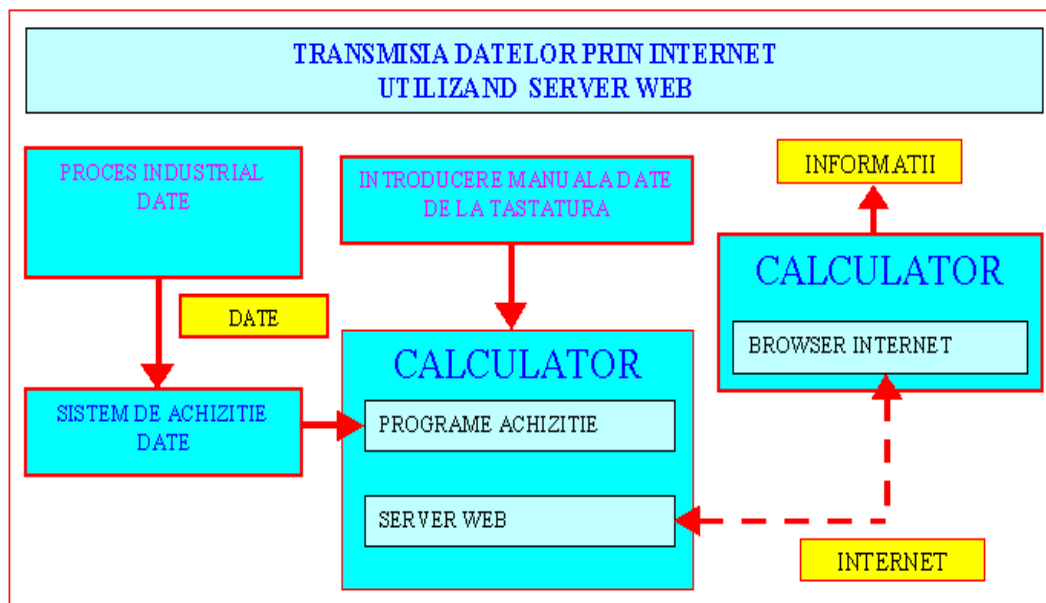 TRANSMISIA DATELOR PRIN INTERNET
UTILIZAND SERVER WEB
PROCES INDUSTRIAL
DATE
INTRODUCERE MANUALA DATE
DE LA TASTATURA
INFORMATII
CALCULATOR
BROWSER INTERNET
DATE
SISTEM DE ACHIZITIE
DATE
CALCULATOR
PROGRAME ACHIZITIE
SERVER WEB
INTERNET